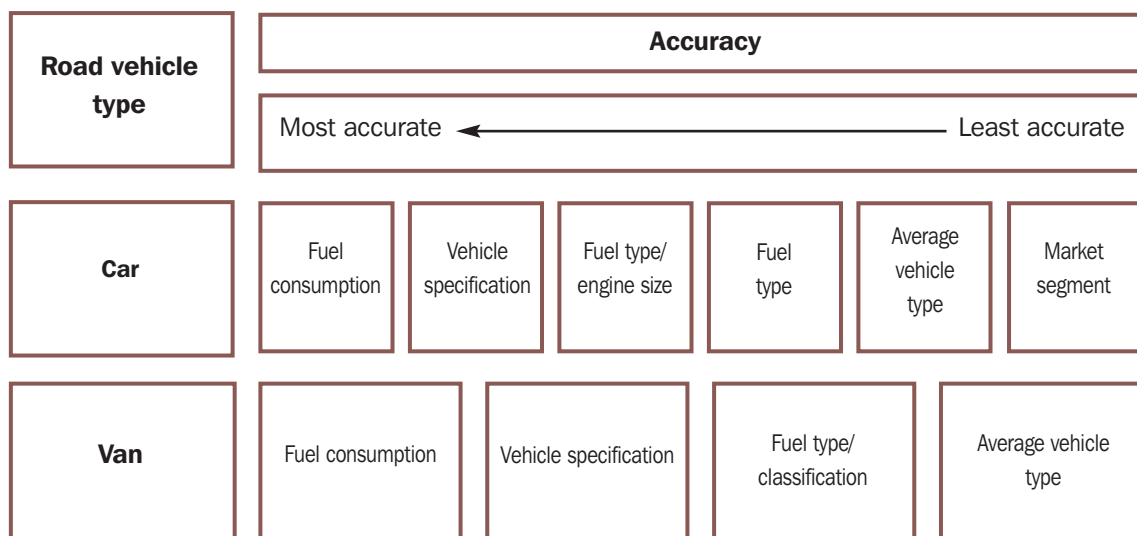 Road vehicle
type
Accuracy
Most accurate
Least accurate
Car
Fuel
consumption
Vehicle
specification
Fuel type/
engine size
Fuel
type
Average
vehicle
type
Market
segment
Van
Fuel consumption
Vehicle specification
Fuel type/
classification
Average vehicle
type